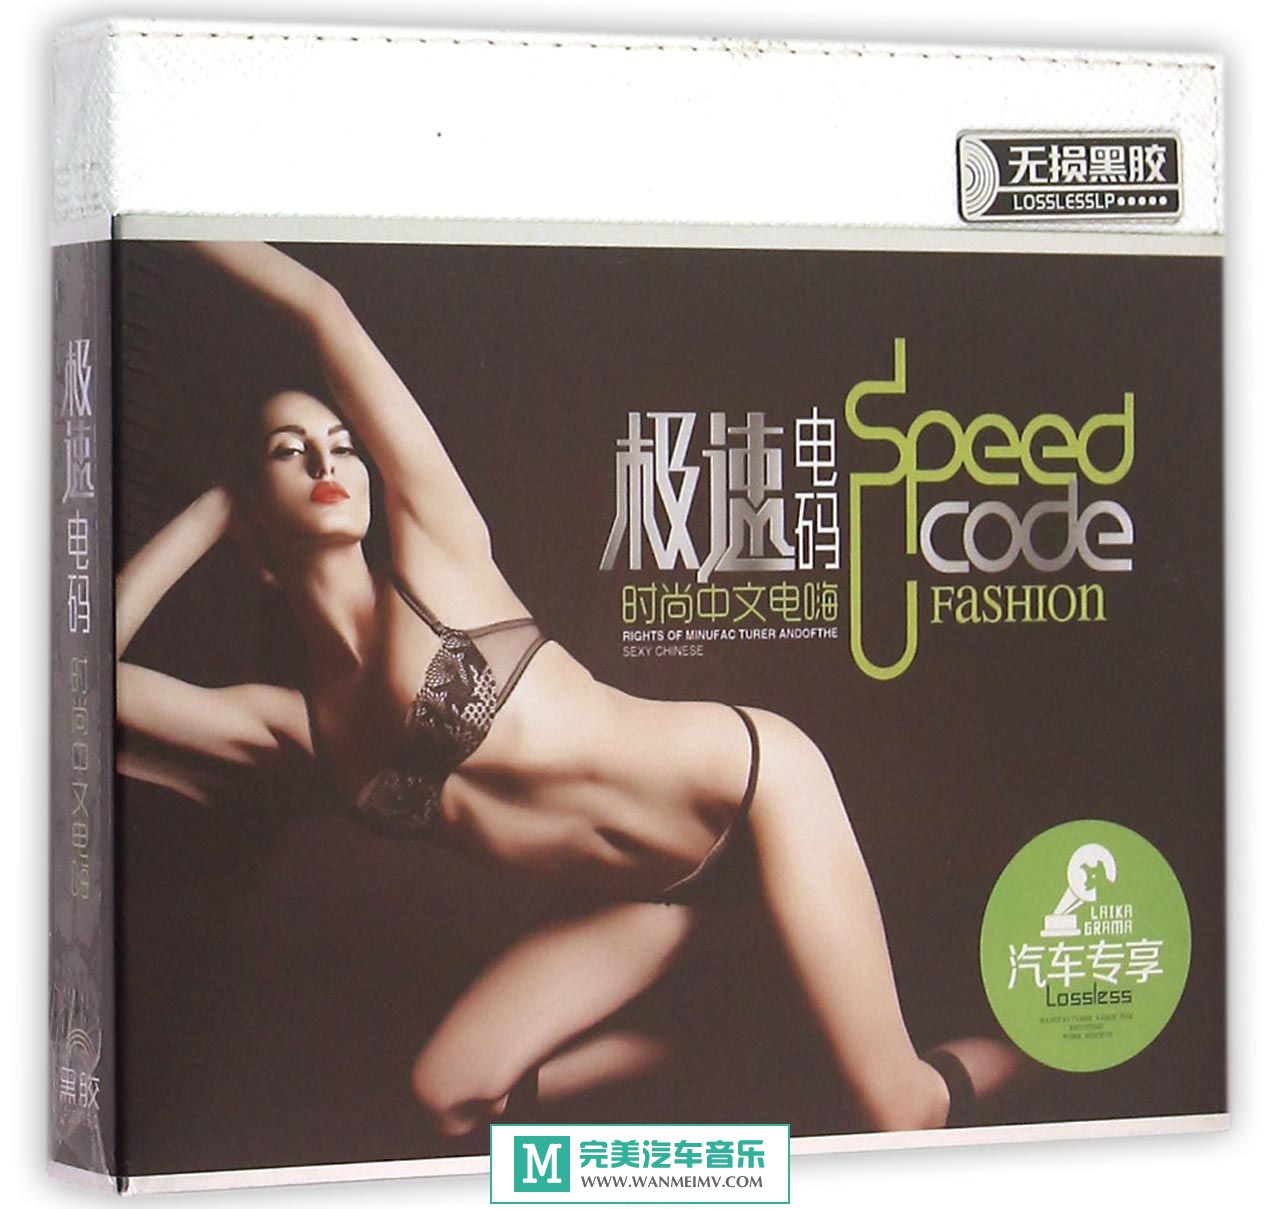 无损黑胶
LOSSLESSLP
极速电码
时尚中文电嗨
RIGHTS OF MINUFAC TURER ANDOFTHE
SEXY CHINESE
Speed
code
FASHION
LAIKA
GRAMA
汽车专享
Lossless
极速电码 时尚中文电嗨
黑胶
M 完美汽车音乐
WWW.WANMEIMV.COM